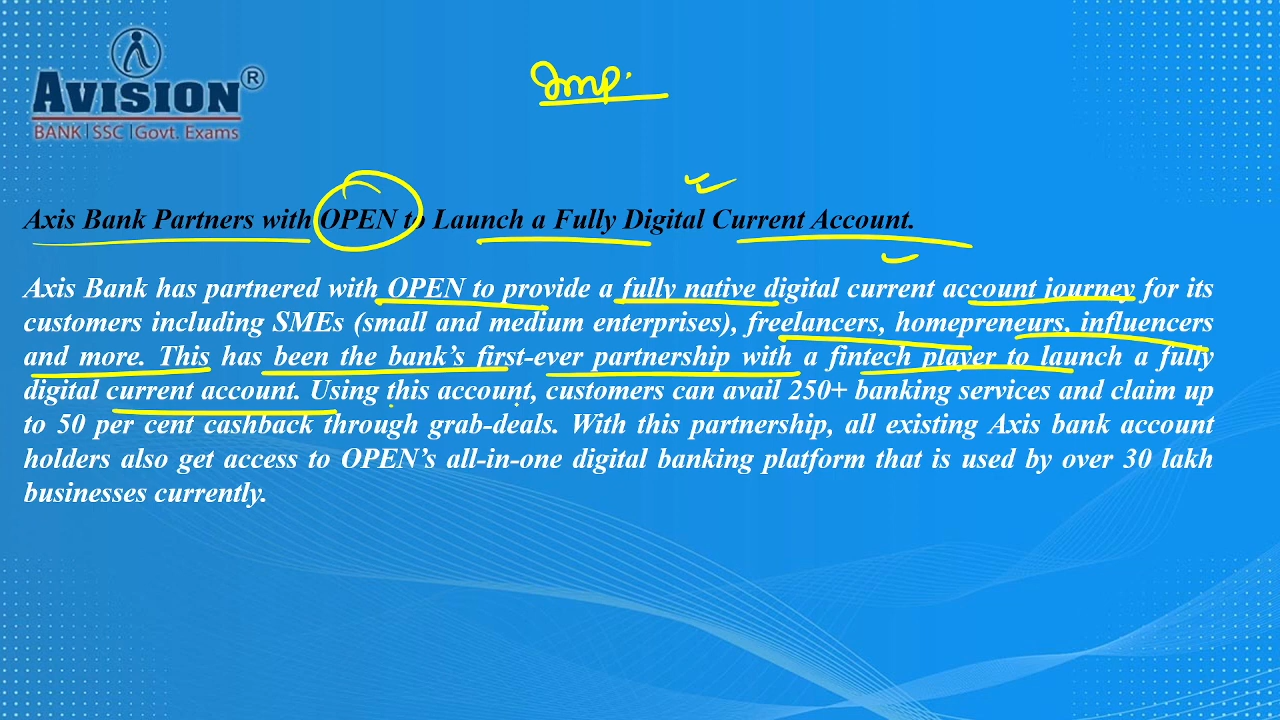 AVISION®
BANK | SSC | Govt. Exams
Imp.
Axis Bank Partners with OPEN to Launch a Fully Digital Current Account.
Axis Bank has partnered with OPEN to provide a fully native digital current account journey for its
customers including SMEs (small and medium enterprises), freelancers, homepreneurs, influencers
and more. This has been the bank's first-ever partnership with a fintech player to launch a fully
digital current account. Using this account, customers can avail 250+ banking services and claim up
to 50 per cent cashback through grab-deals. With this partnership, all existing Axis bank account
holders also get access to OPEN's all-in-one digital banking platform that is used by over 30 lakh
businesses currently.